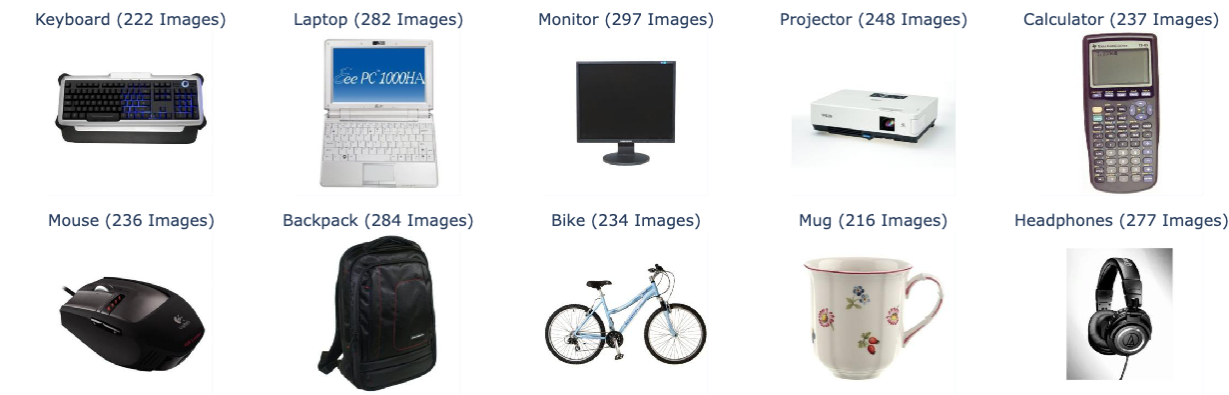 Keyboard (222 Images)
Laptop (282 Images)
Monitor (297 Images)
Projector (248 Images)
Calculator (237 Images)
Eee PC 1000HA
Mouse (236 Images)
Backpack (284 Images)
Bike (234 Images)
Mug (216 Images)
Headphones (277 Images)